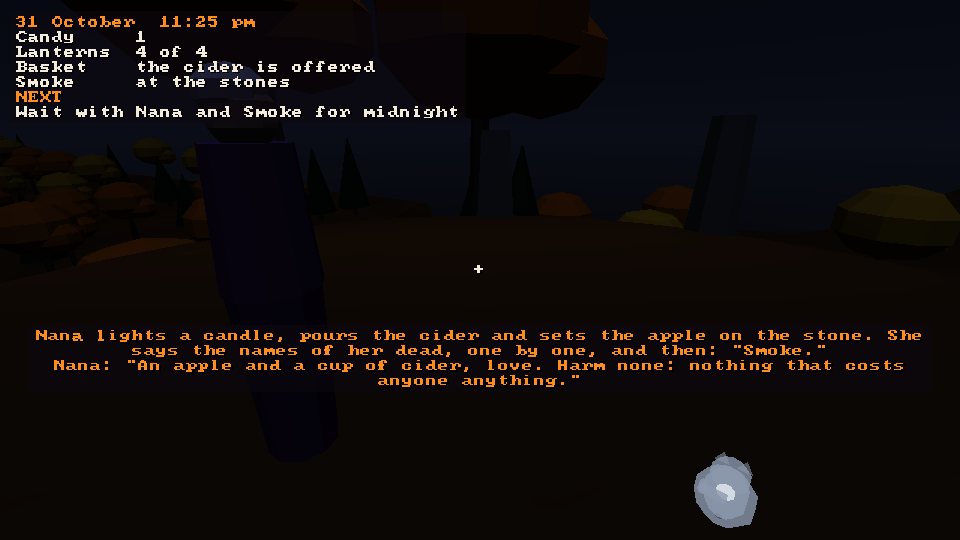 31 October  11:25 pm
Candy     1
Lanterns  4 of 4
Basket    the cider is offered
Smoke     at the stones
NEXT
Wait with Nana and Smoke for midnight
Nana lights a candle, pours the cider and sets the apple on the stone. She
says the names of her dead, one by one, and then: "Smoke."
Nana: "An apple and a cup of cider, love. Harm none: nothing that costs
anyone anything."